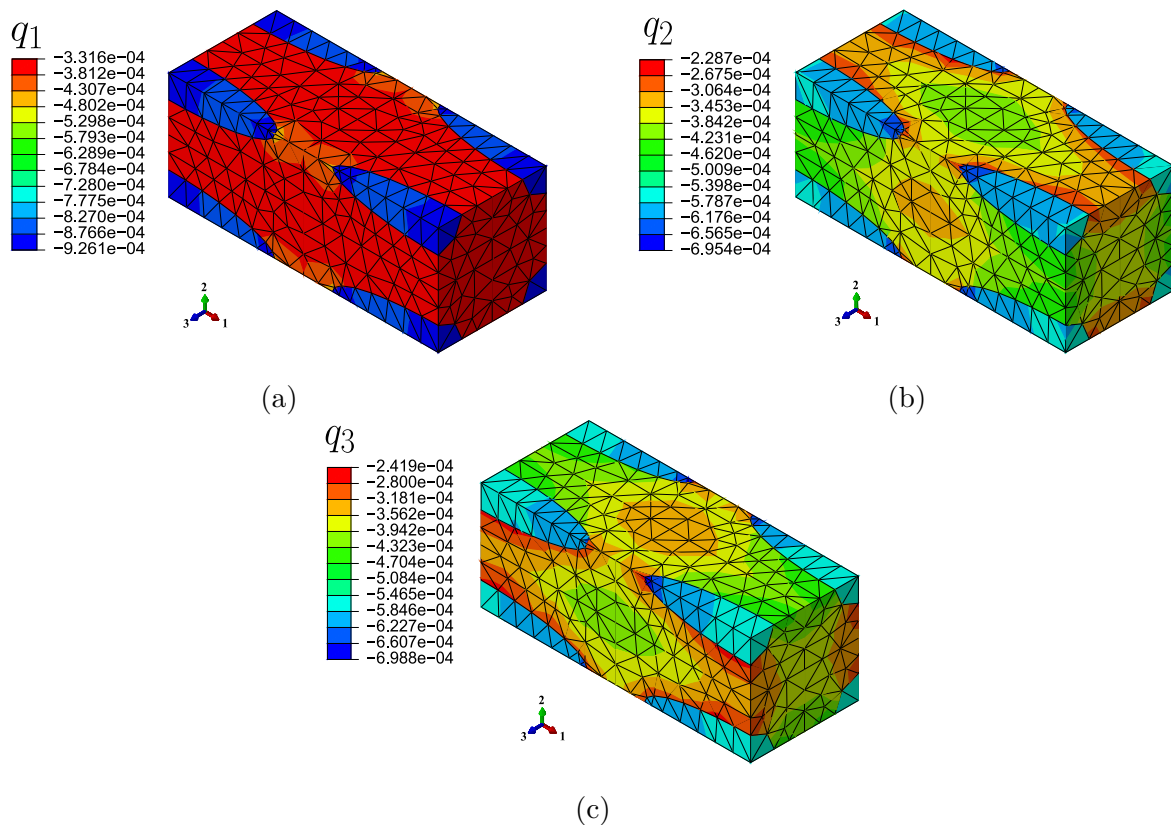 q1
−3.316e−04
−3.812e−04
−4.307e−04
−4.802e−04
−5.298e−04
−5.793e−04
−6.289e−04
−6.784e−04
−7.280e−04
−7.775e−04
−8.270e−04
−8.766e−04
−9.261e−04
2
3
1
(a)
q2
−2.287e−04
−2.675e−04
−3.064e−04
−3.453e−04
−3.842e−04
−4.231e−04
−4.620e−04
−5.009e−04
−5.398e−04
−5.787e−04
−6.176e−04
−6.565e−04
−6.954e−04
2
3
1
(b)
q3
−2.419e−04
−2.800e−04
−3.181e−04
−3.562e−04
−3.942e−04
−4.323e−04
−4.704e−04
−5.084e−04
−5.465e−04
−5.846e−04
−6.227e−04
−6.607e−04
−6.988e−04
2
3
1
(c)